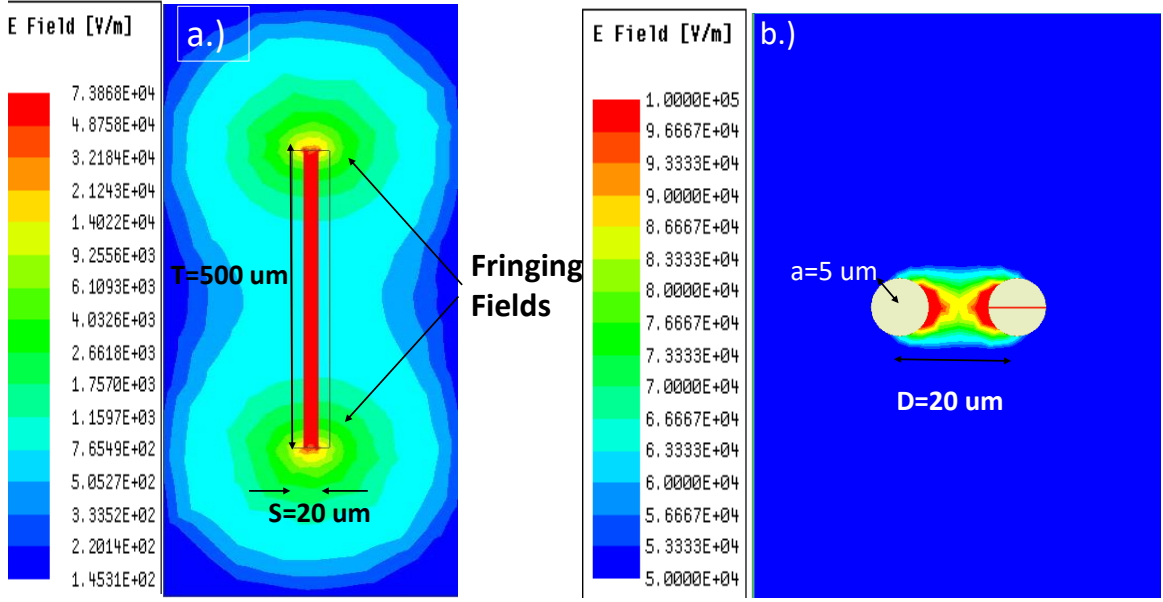 E Field [V/m]
a.)
7.3868E+04
4.8758E+04
3.2184E+04
2.1243E+04
1.4022E+04
9.2556E+03
6.1093E+03
4.0326E+03
2.6618E+03
1.7570E+03
1.1597E+03
7.6549E+02
5.0527E+02
3.3352E+02
2.2014E+02
1.4531E+02
T=500 um
S=20 um
Fringing
Fields
E Field [V/m]
b.)
1.0000E+05
9.6667E+04
9.3333E+04
9.0000E+04
8.6667E+04
8.3333E+04
8.0000E+04
7.6667E+04
7.3333E+04
7.0000E+04
6.6667E+04
6.3333E+04
6.0000E+04
5.6667E+04
5.3333E+04
5.0000E+04
a=5 um
D=20 um